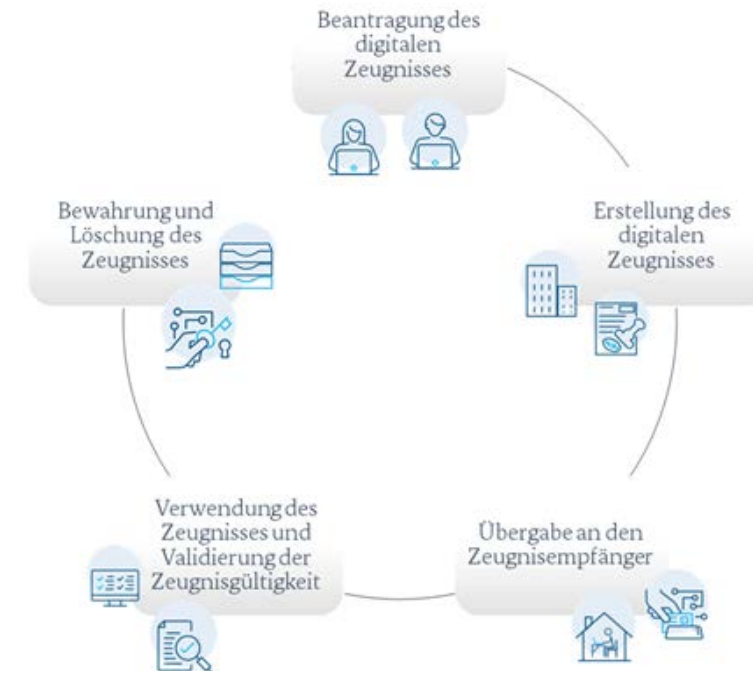 Beantragung des
digitalen
Zeugnisses
Erstellung des
digitalen
Zeugnisses
Übergabe an den
Zeugnisempfänger
Verwendung des
Zeugnisses und
Validierung der
Zeugnisgültigkeit
Bewahrung und
Löschung des
Zeugnisses